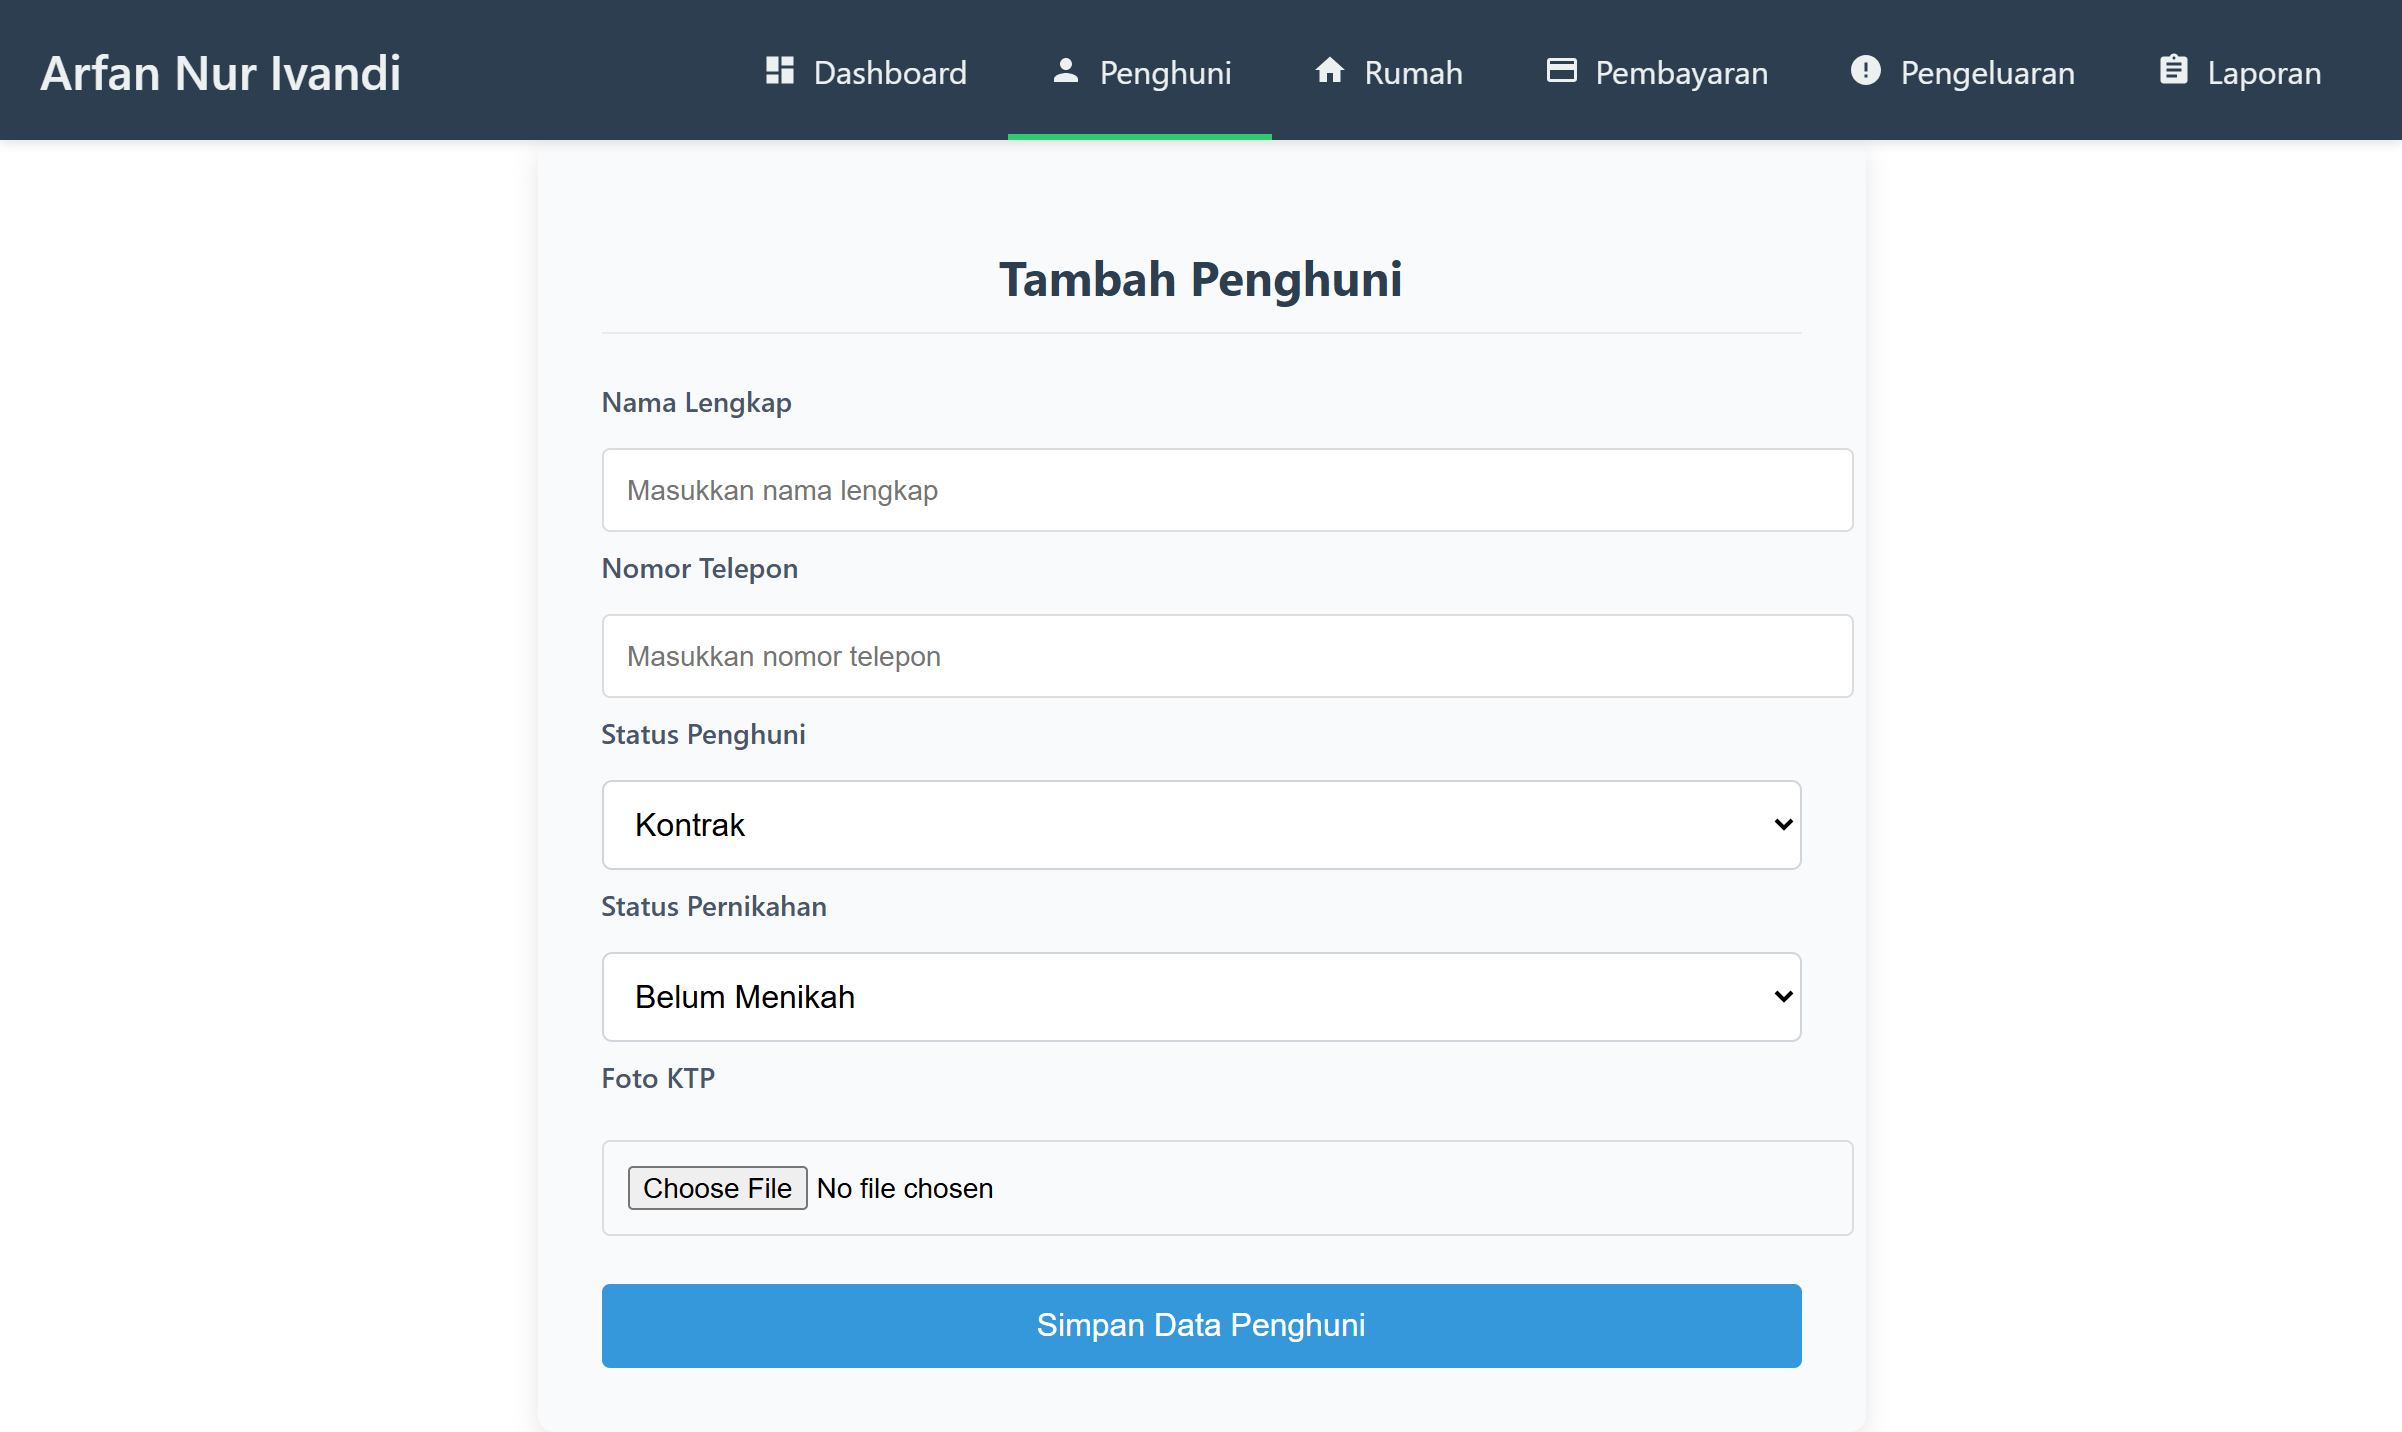 Arfan Nur Ivandi
Dashboard
Penghuni
Rumah
Pembayaran
Pengeluaran
Laporan
Tambah Penghuni
Nama Lengkap
Masukkan nama lengkap
Nomor Telepon
Masukkan nomor telepon
Status Penghuni
Kontrak
Status Pernikahan
Belum Menikah
Foto KTP
Choose File No file chosen
Simpan Data Penghuni